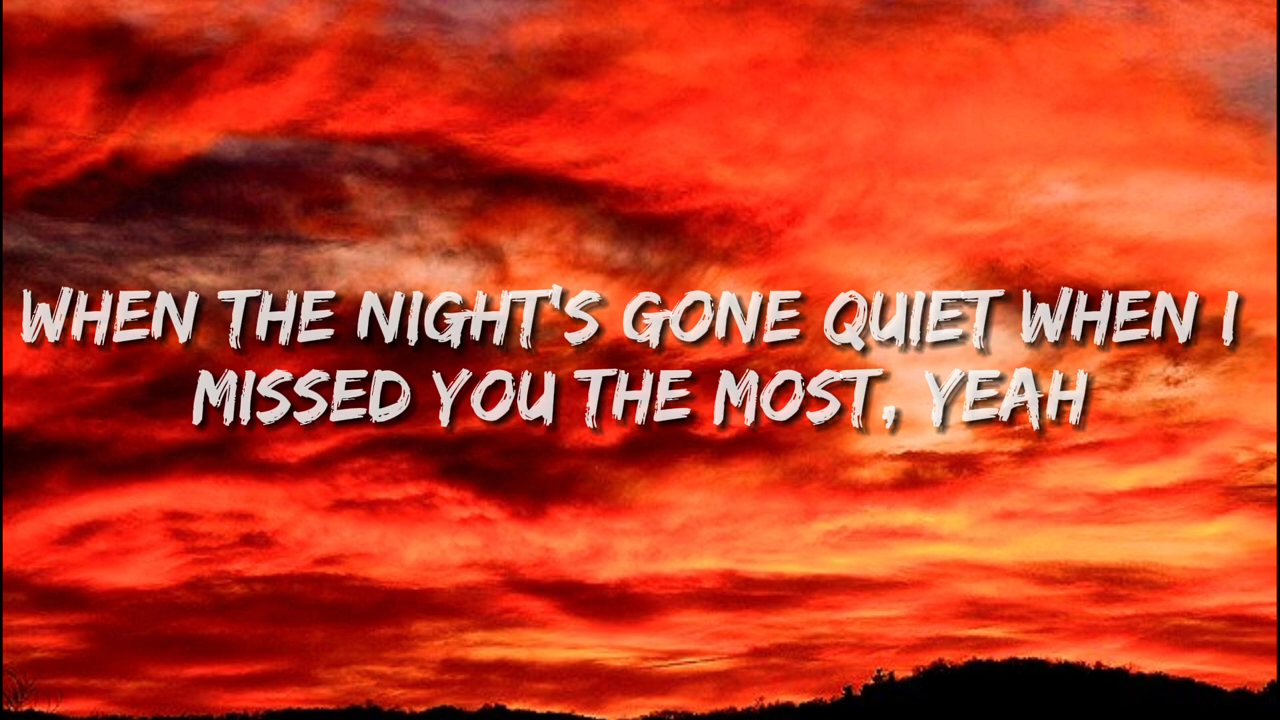 WHEN THE NIGHT'S GONE QUIET WHEN I
MISSED YOU THE MOST, YEAH